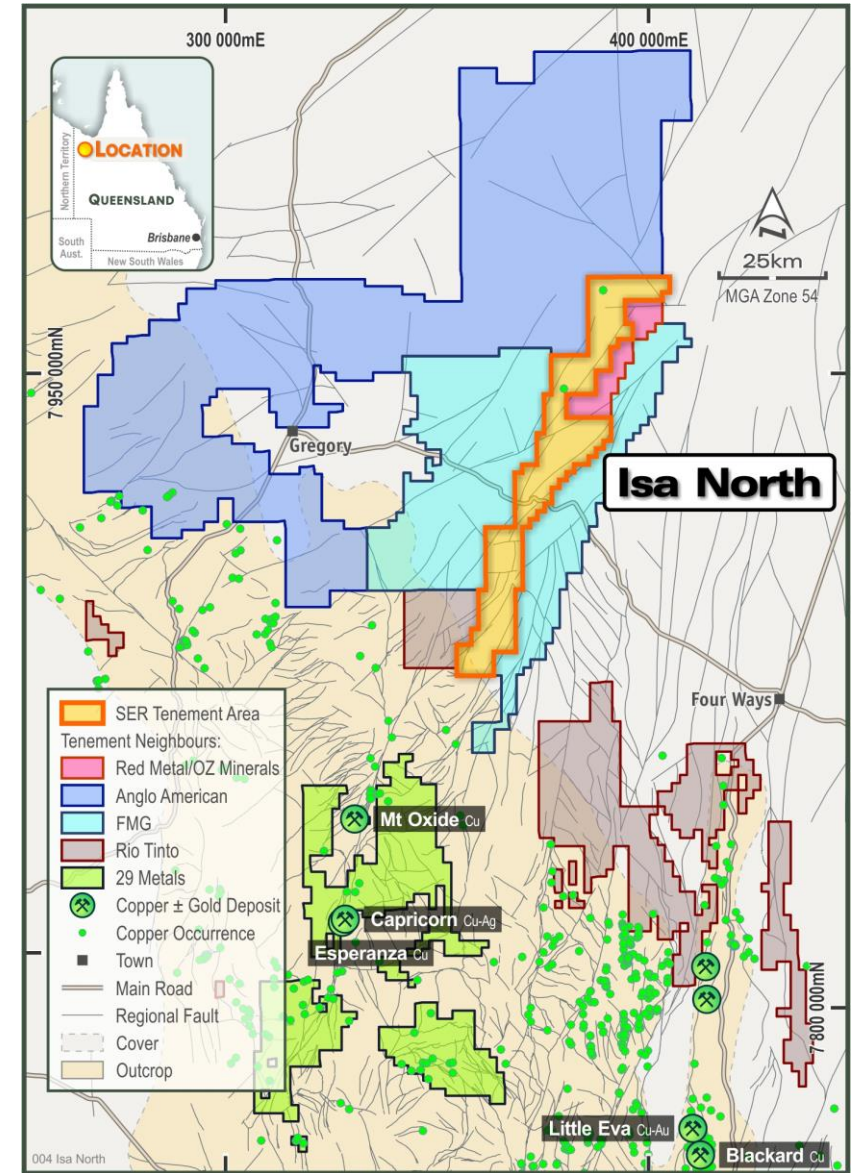 300 000mE
400 000mE
LOCATION
Northern Territory
QUEENSLAND
Brisbane
South
Aust.
New South Wales
25km
MGA Zone 54
7 950 000mN
Gregory
Isa North
Four Ways
SER Tenement Area
Tenement Neighbours:
Red Metal/OZ Minerals
Anglo American
FMG
Rio Tinto
29 Metals
Copper ± Gold Deposit
Copper Occurrence
Town
Main Road
Regional Fault
Cover
Outcrop
Mt Oxide Cu
Capricorn Cu-Ag
Esperanza Cu
7 800 000mN
Little Eva Cu-Au
Blackard Cu
004 Isa North